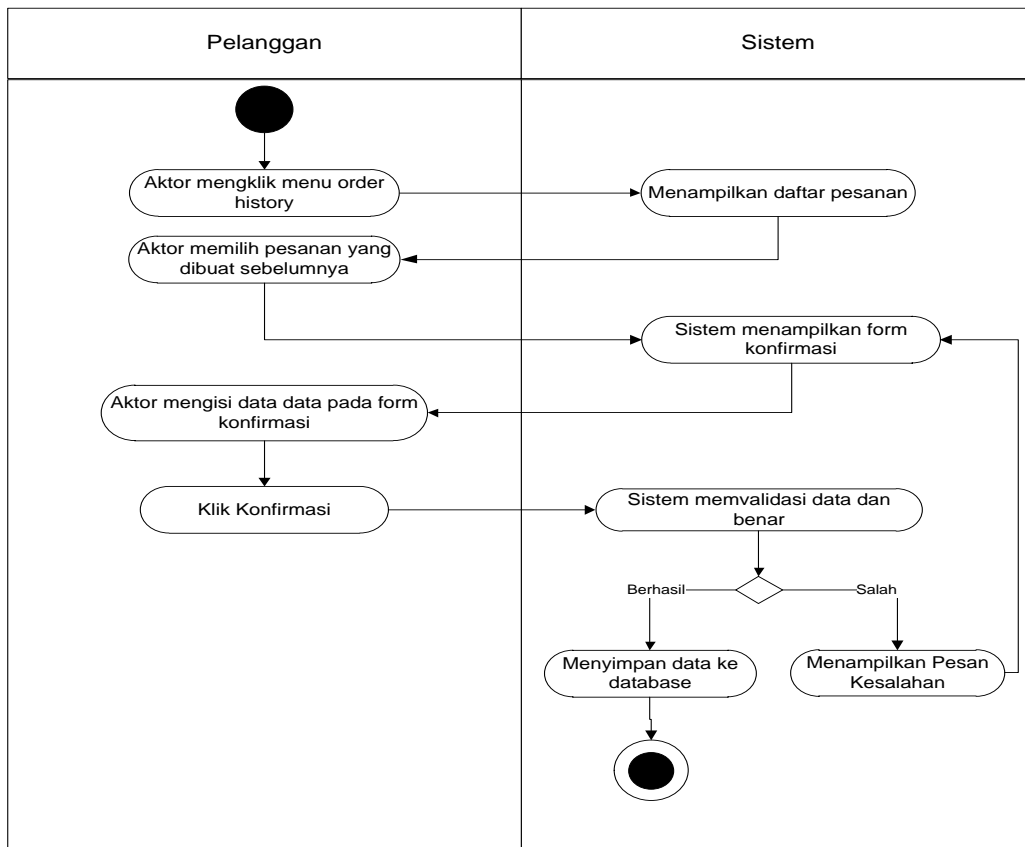 Pelanggan
Sistem
Aktor mengklik menu order
history
Menampilkan daftar pesanan
Aktor memilih pesanan yang
dibuat sebelumnya
Sistem menampilkan form
konfirmasi
Aktor mengisi data data pada form
konfirmasi
Klik Konfirmasi
Sistem memvalidasi data dan
benar
Berhasil
Salah
Menyimpan data ke
database
Menampilkan Pesan
Kesalahan